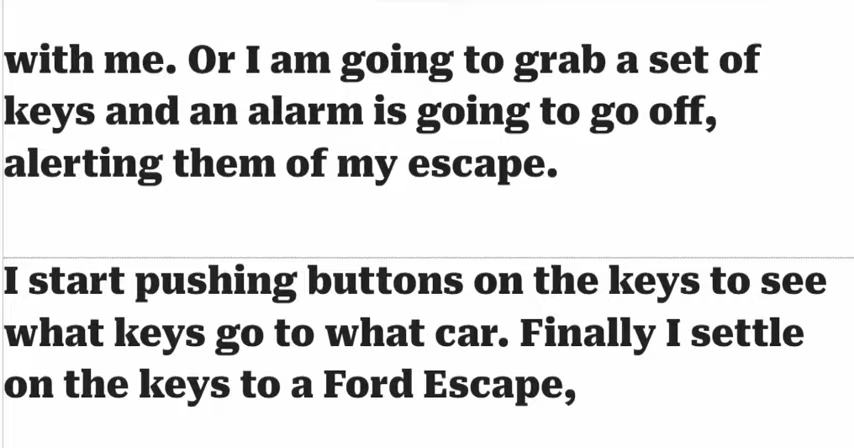 with me. Or I am going to grab a set of
keys and an alarm is going to go off,
alerting them of my escape.
I start pushing buttons on the keys to see
what keys go to what car. Finally I settle
on the keys to a Ford Escape,